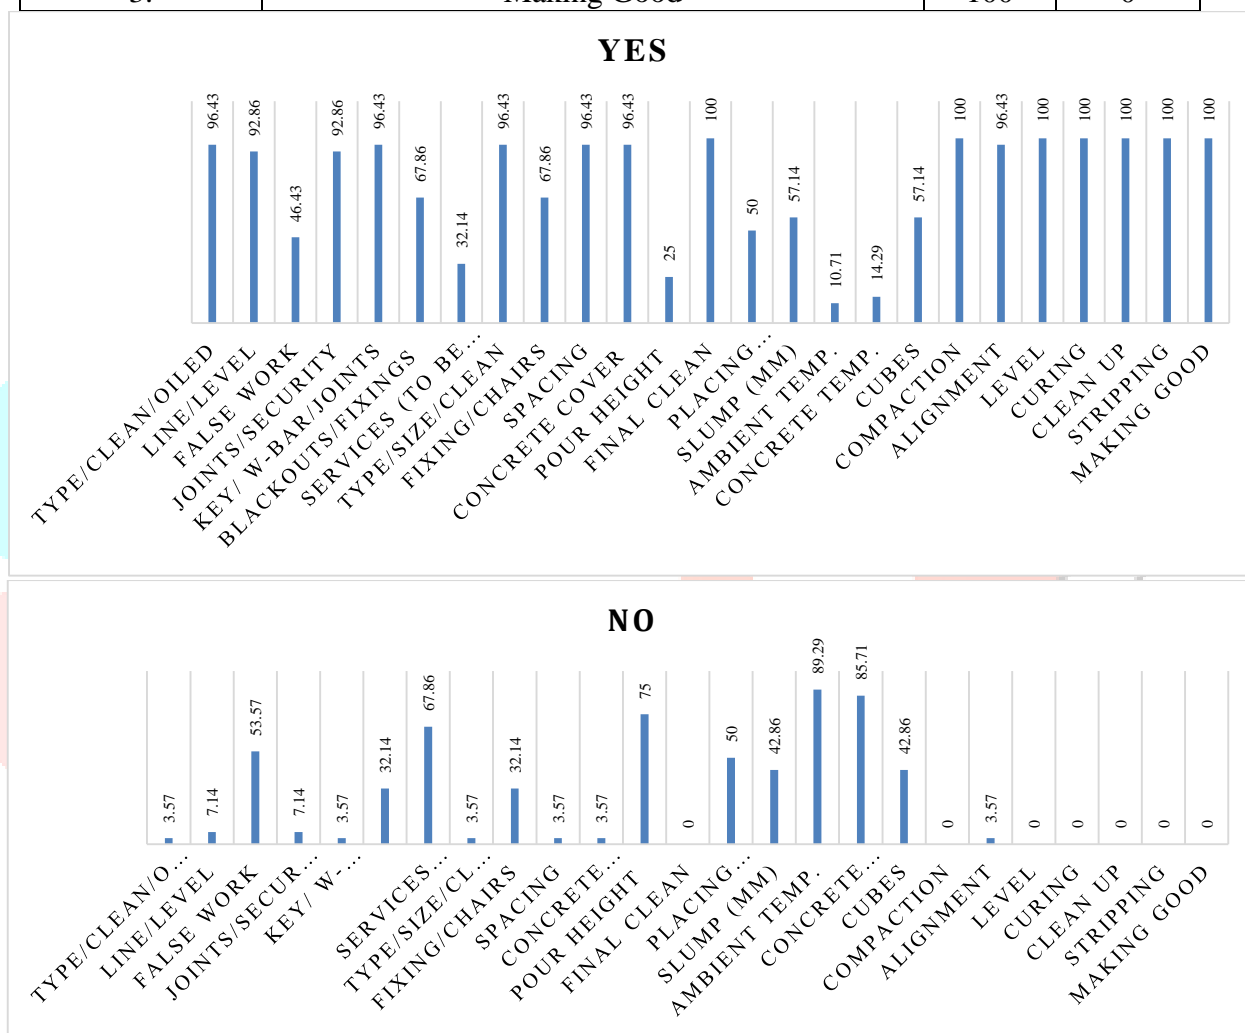 3. Making Good 100 0
YES
96.43 92.86 46.43 92.86 96.43 67.86 32.14 96.43 67.86 96.43 96.43 25 100 50 57.14 10.71 14.29 57.14 100 96.43 100 100 100 100 100
TYPE/CLEAN/OILED
LINE/LEVEL
FALSE WORK
JOINTS/SECURITY
KEY/ W-BAR/JOINTS
BLACKOUTS/FIXINGS
SERVICES (TO BE...
TYPE/SIZE/CLEAN
FIXING/CHAIRS
SPACING
CONCRETE COVER
POUR HEIGHT
FINAL CLEAN
PLACING...
SLUMP (MM)
AMBIENT TEMP.
CONCRETE TEMP.
CUBES
COMPACTION
ALIGNMENT
LEVEL
CURING
CLEAN UP
STRIPPING
MAKING GOOD
NO
3.57 7.14 53.57 7.14 3.57 32.14 67.86 3.57 32.14 3.57 3.57 75 0 50 42.86 89.29 85.71 42.86 0 3.57 0 0 0 0 0
TYPE/CLEAN/O...
LINE/LEVEL
FALSE WORK
JOINTS/SECUR...
KEY/ W-...
SERVICES...
TYPE/SIZE/CL...
FIXING/CHAIRS
SPACING
CONCRETE...
POUR HEIGHT
FINAL CLEAN
PLACING...
SLUMP (MM)
AMBIENT TEMP.
CONCRETE...
CUBES
COMPACTION
ALIGNMENT
LEVEL
CURING
CLEAN UP
STRIPPING
MAKING GOOD